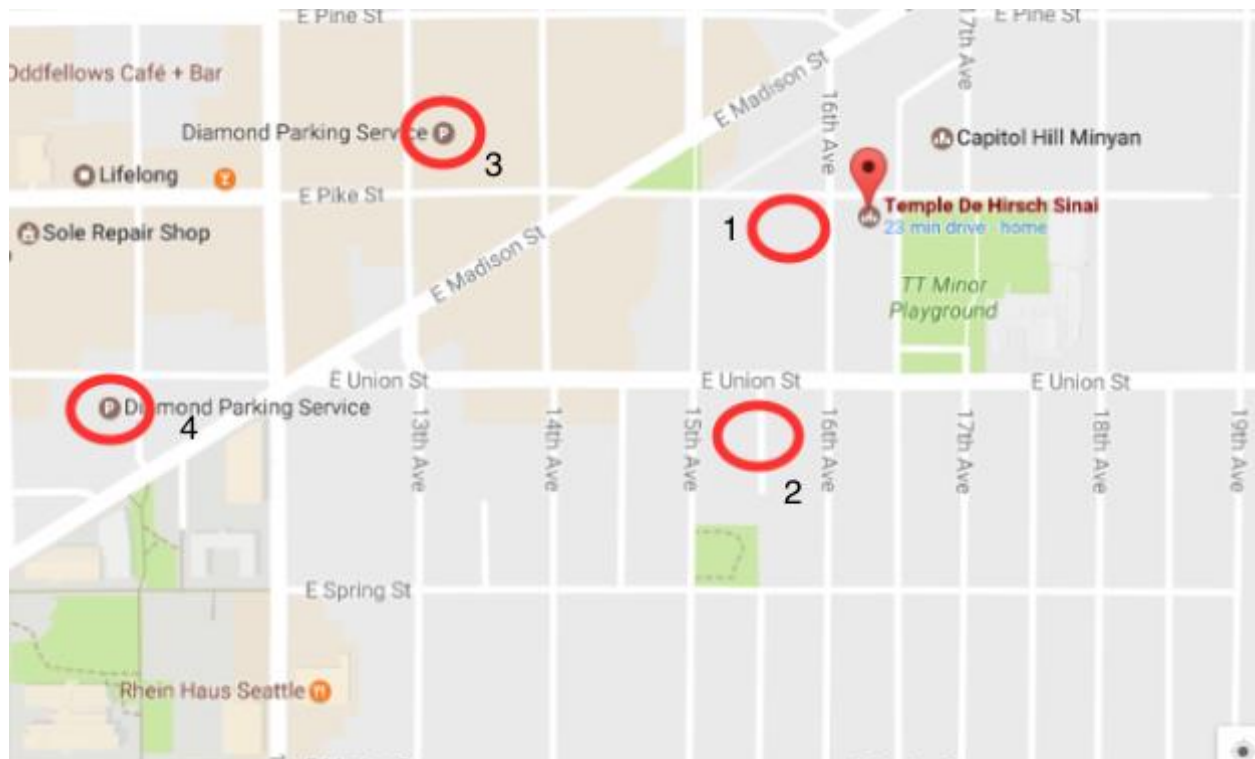 E Pine St
E Pine St
17th Ave
Oddfellows Café + Bar
E Madison St
16th Ave
Diamond Parking Service
P
3
Capitol Hill Minyan
Lifelong
E Pike St
Temple De Hirsch Sinai
23 min drive · home
1
Sole Repair Shop
E Madison St
TT Minor
Playground
E Union St
E Union St
E Union St
P
Diamond Parking Service
4
13th Ave
14th Ave
15th Ave
16th Ave
17th Ave
18th Ave
19th Ave
2
E Spring St
Rhein Haus Seattle